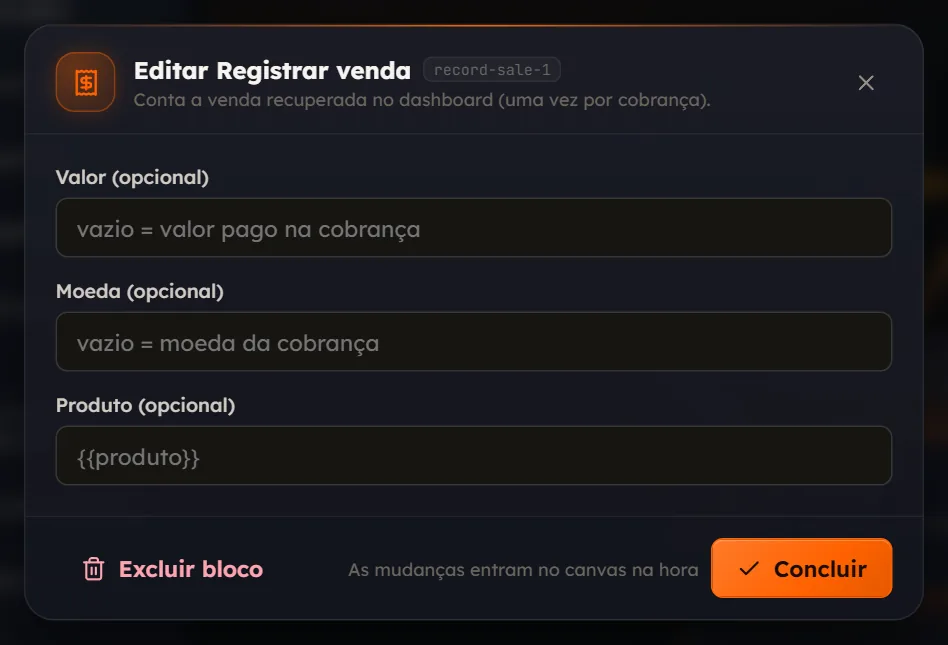 Editar Registrar venda record-sale-1
Conta a venda recuperada no dashboard (uma vez por cobrança).
Valor (opcional)
vazio = valor pago na cobrança
Moeda (opcional)
vazio = moeda da cobrança
Produto (opcional)
{{produto}}
Excluir bloco As mudanças entram no canvas na hora Concluir